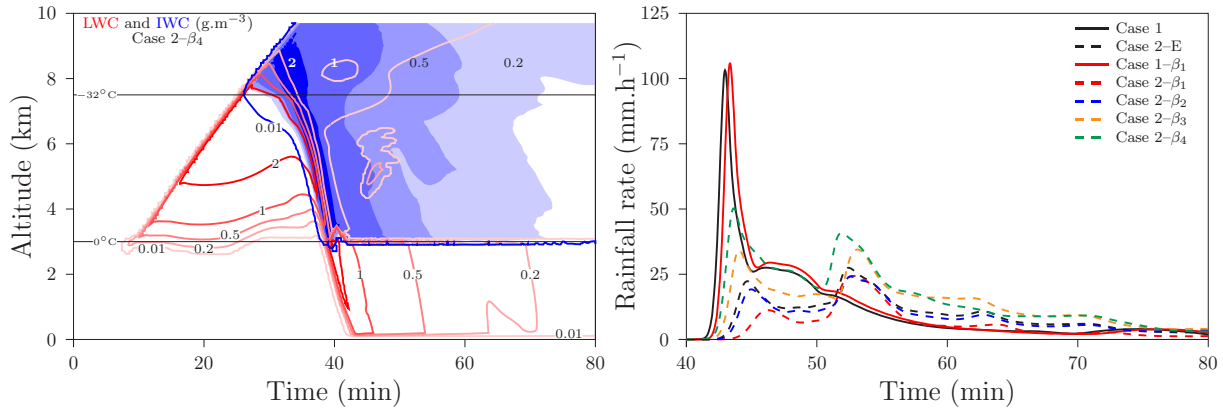 LWC and IWC (g.m⁻³)
Case 2–β₄
10
8
6
4
2
0
Altitude (km)
−32°C
0°C
2
1
0.5
0.2
0.01
2
1
0.5
0.2
0.01
1
0.5
0.2
0.01
0
20
40
60
80
Time (min)
125
100
75
50
25
0
Rainfall rate (mm.h⁻¹)
Case 1
Case 2–E
Case 1–β₁
Case 2–β₁
Case 2–β₂
Case 2–β₃
Case 2–β₄
40
50
60
70
80
Time (min)